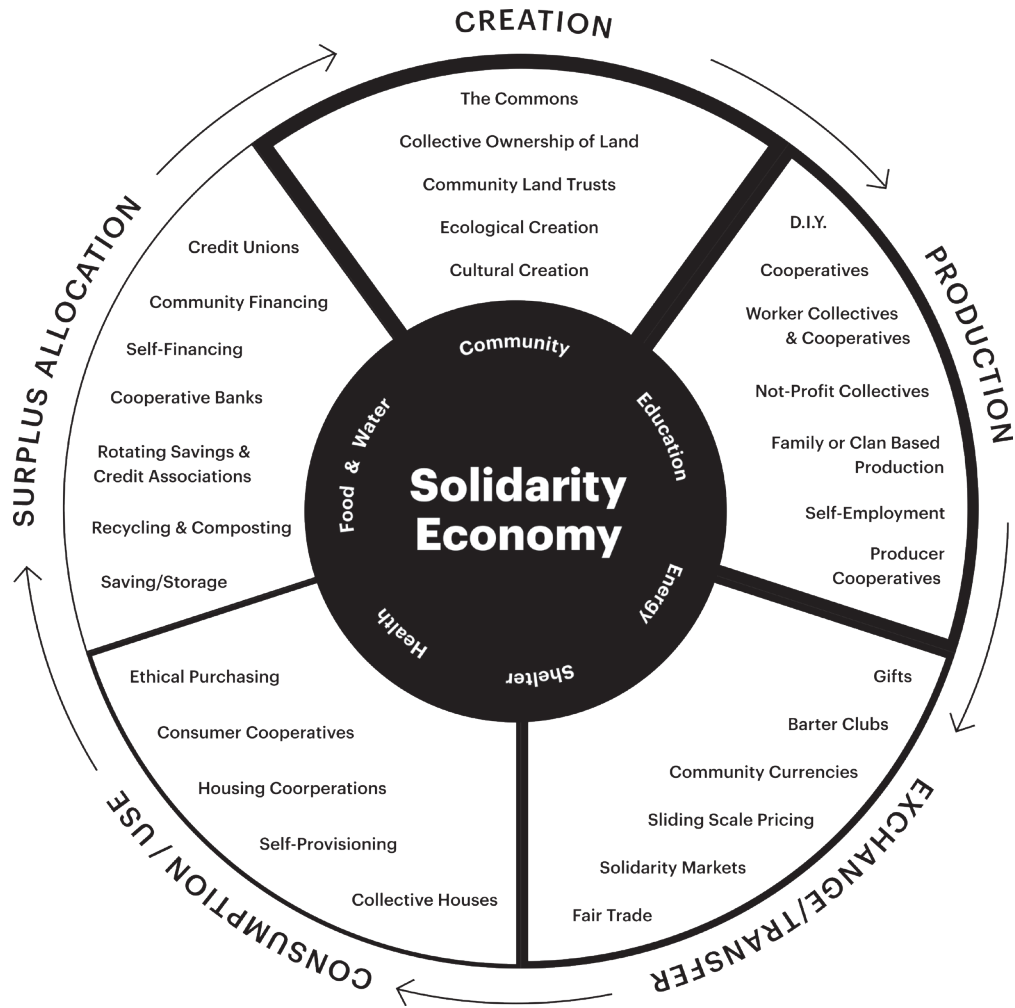 CREATION
The Commons
Collective Ownership of Land
Community Land Trusts
Ecological Creation
Cultural Creation
PRODUCTION
D.I.Y.
Cooperatives
Worker Collectives
& Cooperatives
Not-Profit Collectives
Family or Clan Based
Production
Self-Employment
Producer
Cooperatives
EXCHANGE/TRANSFER
Gifts
Barter Clubs
Community Currencies
Sliding Scale Pricing
Solidarity Markets
Fair Trade
CONSUMPTION / USE
Ethical Purchasing
Consumer Cooperatives
Housing Coorperations
Self-Provisioning
Collective Houses
SURPLUS ALLOCATION
Credit Unions
Community Financing
Self-Financing
Cooperative Banks
Rotating Savings &
Credit Associations
Recycling & Composting
Saving/Storage
Solidarity
Economy
Community
Education
Energy
Shelter
Health
Food & Water